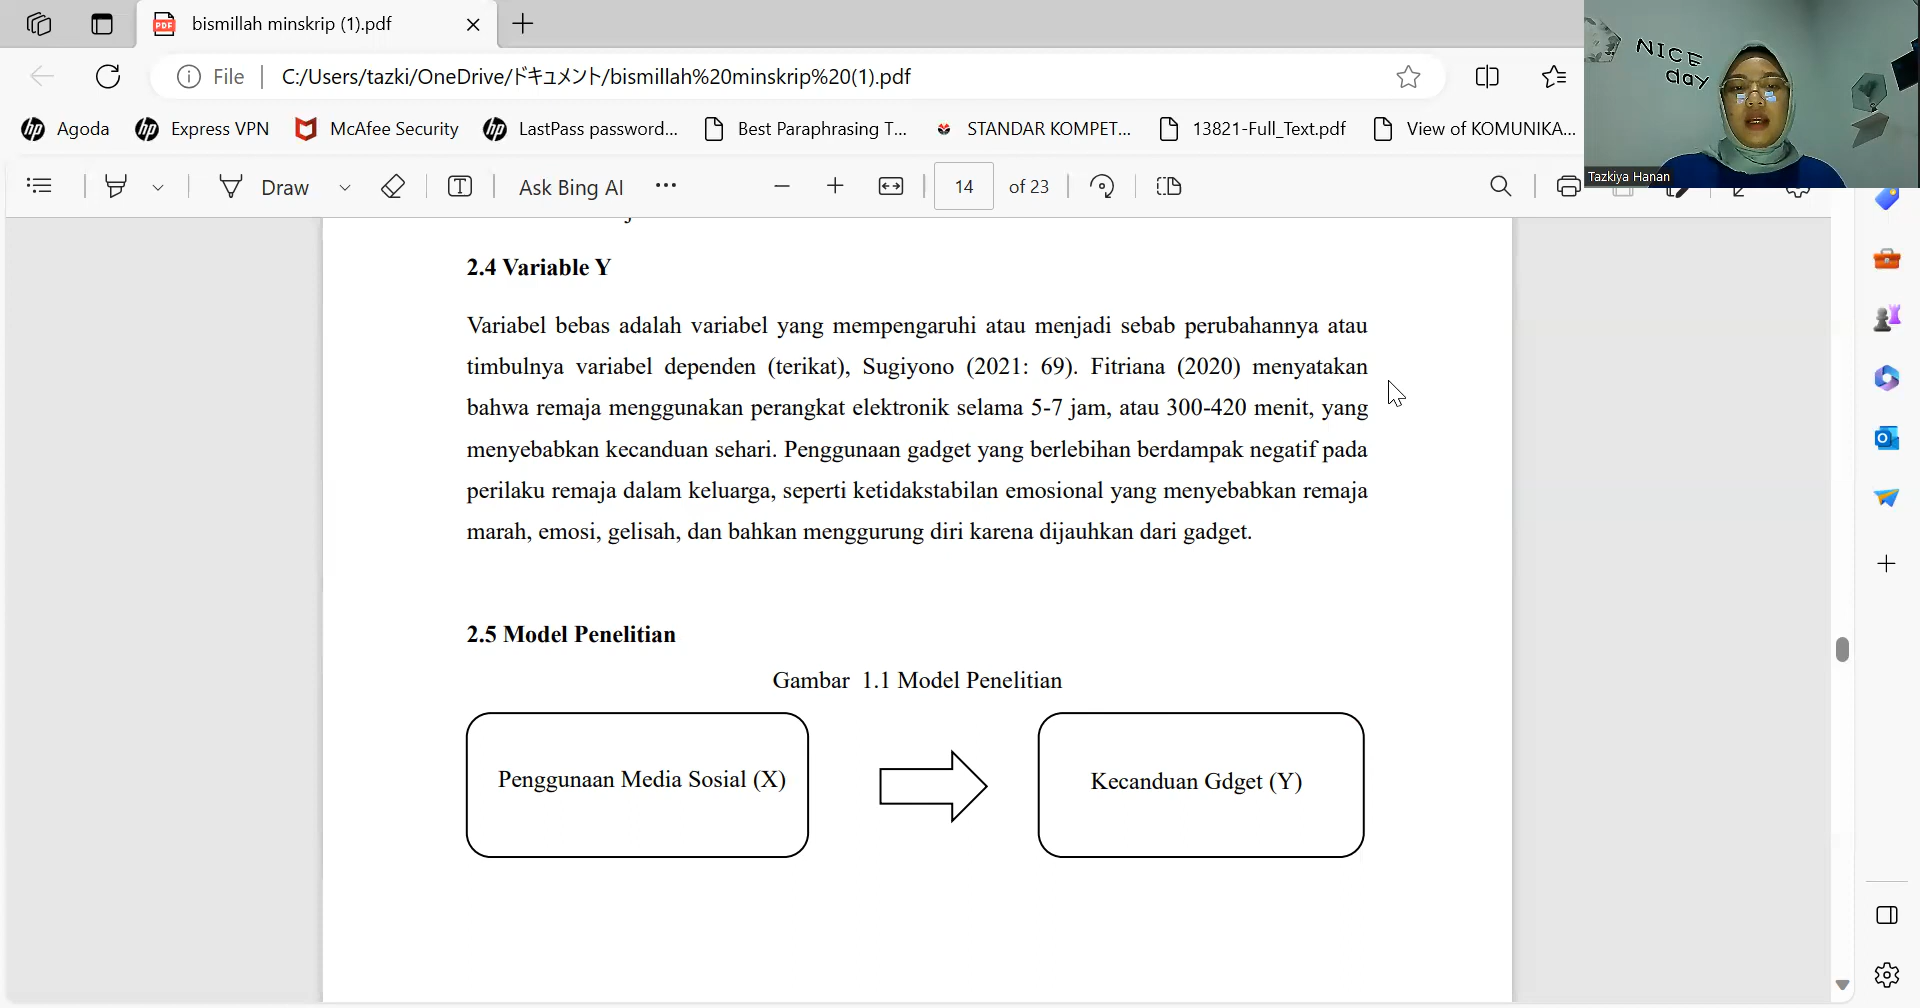 bismillah minskrip (1).pdf
File
C:/Users/tazki/OneDrive/ドキュメント/bismillah%20minskrip%20(1).pdf
Agoda
Express VPN
McAfee Security
LastPass password...
Best Paraphrasing T...
STANDAR KOMPET...
13821-Full_Text.pdf
View of KOMUNIKA...
NICE
day
Tazkiya Hanan
Draw
Ask Bing AI
14 of 23
2.4 Variable Y
Variabel bebas adalah variabel yang mempengaruhi atau menjadi sebab perubahannya atau
timbulnya variabel dependen (terikat), Sugiyono (2021: 69). Fitriana (2020) menyatakan
bahwa remaja menggunakan perangkat elektronik selama 5-7 jam, atau 300-420 menit, yang
menyebabkan kecanduan sehari. Penggunaan gadget yang berlebihan berdampak negatif pada
perilaku remaja dalam keluarga, seperti ketidakstabilan emosional yang menyebabkan remaja
marah, emosi, gelisah, dan bahkan menggurung diri karena dijauhkan dari gadget.
2.5 Model Penelitian
Gambar  1.1 Model Penelitian
Penggunaan Media Sosial (X)
Kecanduan Gdget (Y)